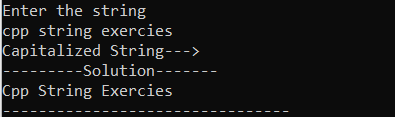 Enter the string
cpp string exercies
Capitalized String--->
---------Solution-------
Cpp String Exercies
--------------------------------